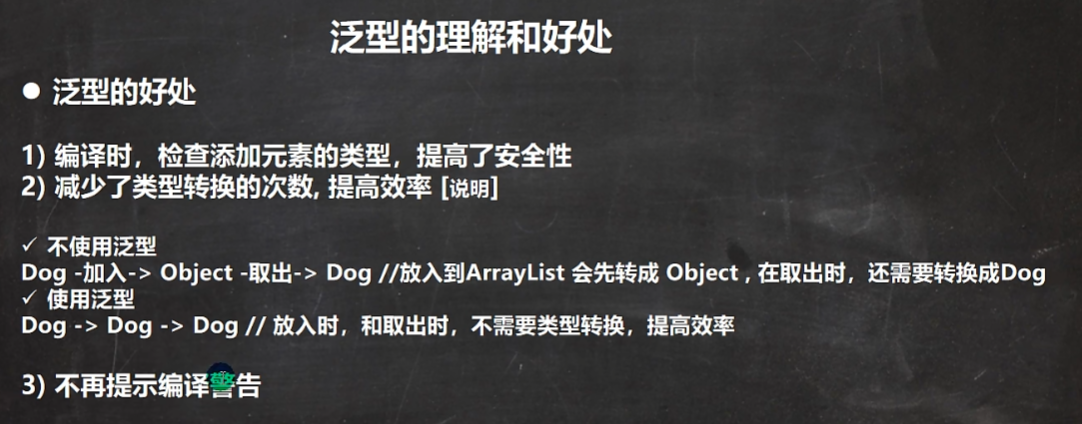 泛型的理解和好处
● 泛型的好处
1) 编译时，检查添加元素的类型，提高了安全性
2) 减少了类型转换的次数, 提高效率 [说明]
✓ 不使用泛型
Dog -加入-> Object -取出-> Dog //放入到ArrayList 会先转成 Object , 在取出时，还需要转换成Dog
✓ 使用泛型
Dog -> Dog -> Dog // 放入时，和取出时，不需要类型转换，提高效率
3) 不再提示编译警告